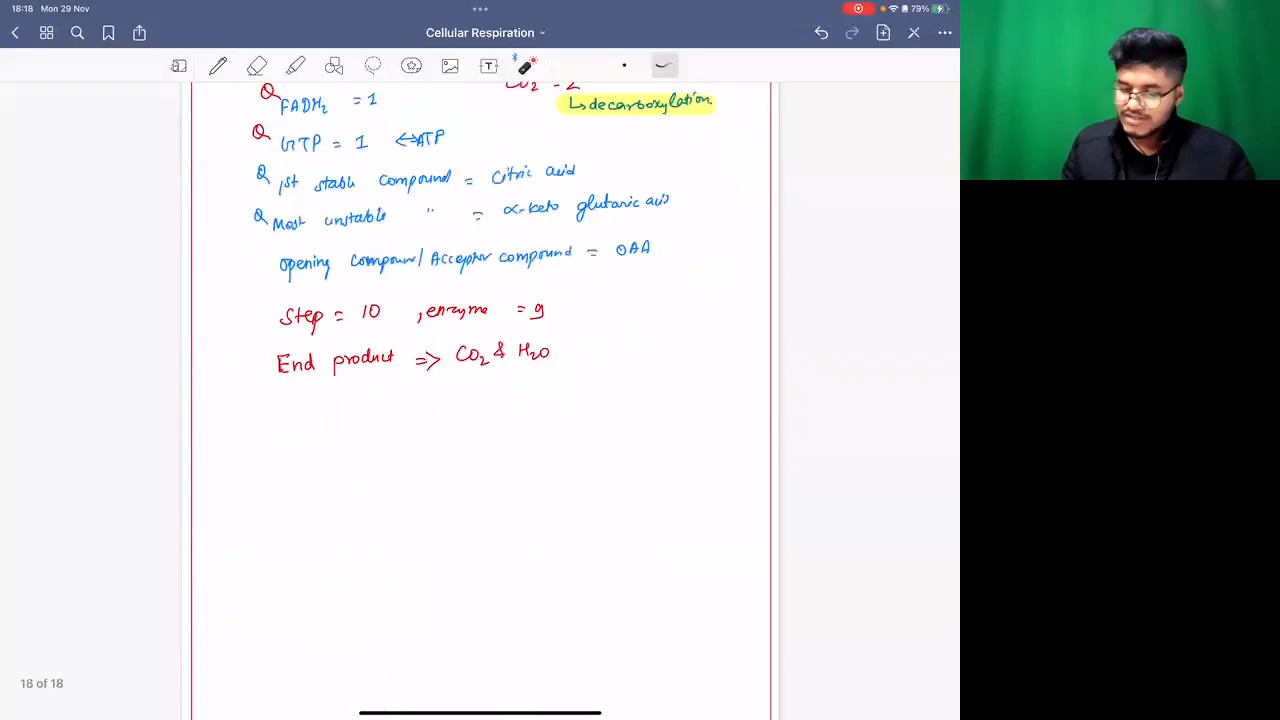 18:18 Mon 29 Nov
79%
Cellular Respiration
CO2 = 2
Q FADH2 = 1
↳decarboxylation.
Q GTP = 1 ↔ATP
Q 1st stable compound = Citric acid
Q Most unstable " = α-keto glutaric acid
opening compound/Acceptor compound = OAA
Step = 10 , enzyme = 9
End product => CO2 & H2O
18 of 18